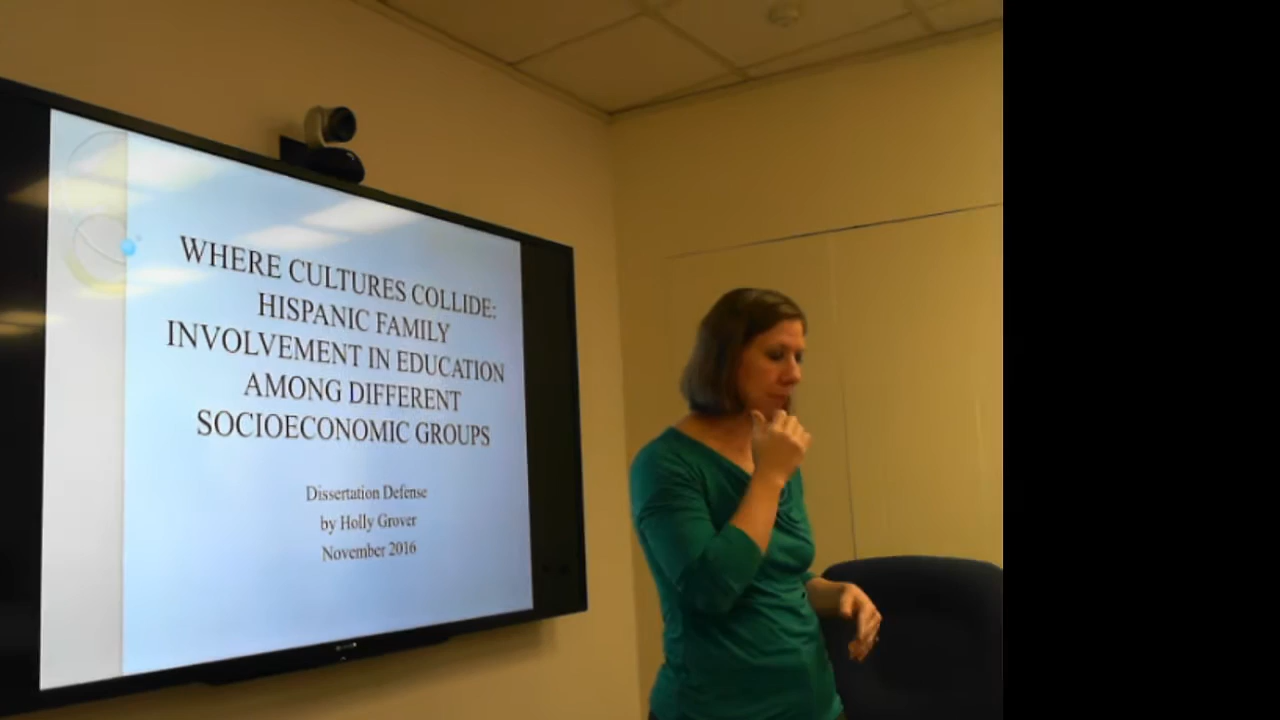 WHERE CULTURES COLLIDE:
HISPANIC FAMILY
INVOLVEMENT IN EDUCATION
AMONG DIFFERENT
SOCIOECONOMIC GROUPS
Dissertation Defense
by Holly Grover
November 2016